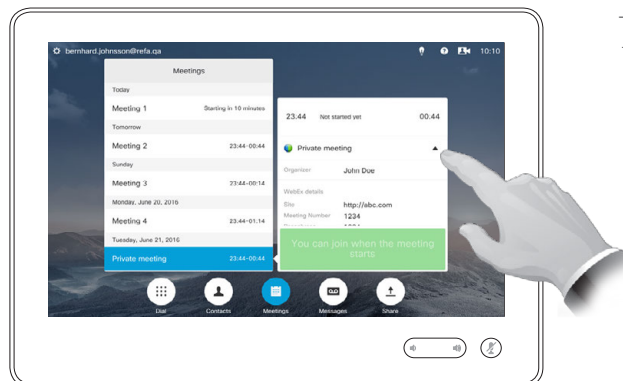 bernhard.johnsson@refa.qa
10:10
Meetings
Today
Meeting 1 Starting in 10 minutes
Tomorrow
Meeting 2 23:44-00:44
Sunday
Meeting 3 23:44-00:14
Monday, June 20, 2016
Meeting 4 23:44-01:14
Tuesday, June 21, 2016
Private meeting 23:44-00:44
23:44 Not started yet 00.44
Private meeting
Organizer John Doe
WebEx details
Site http://abc.com
Meeting Number 1234
You can join when the meeting
starts
Dial
Contacts
Meetings
Messages
Share